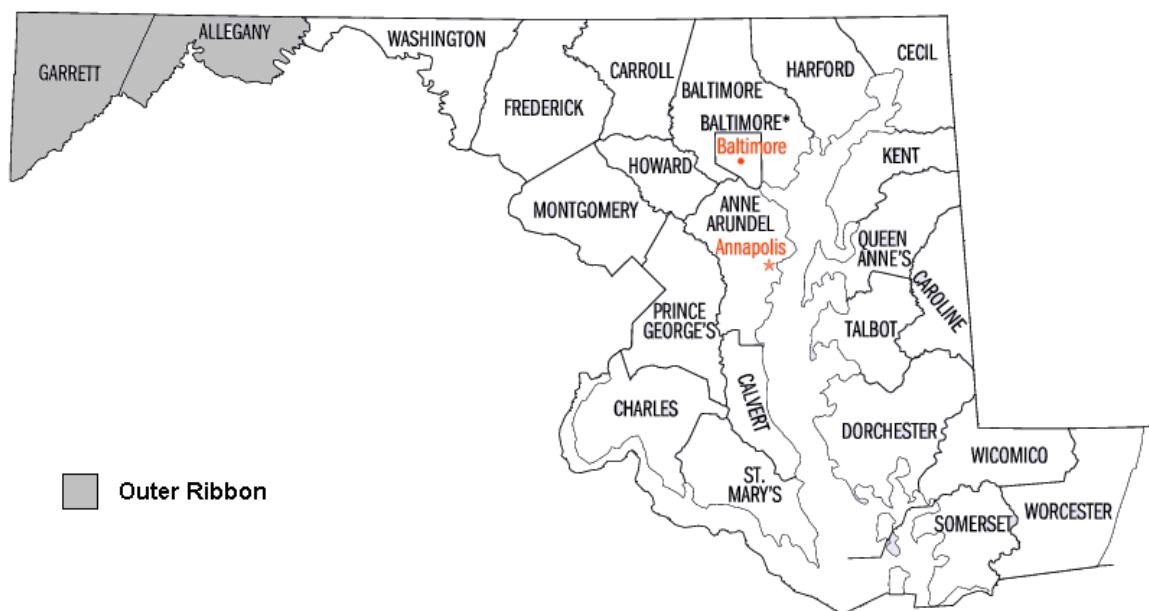 ALLEGANY
GARRETT
WASHINGTON
FREDERICK
CARROLL
BALTIMORE
HARFORD
CECIL
BALTIMORE*
Baltimore
HOWARD
KENT
MONTGOMERY
ANNE
ARUNDEL
Annapolis
QUEEN
ANNE'S
CAROLINE
PRINCE
GEORGE'S
TALBOT
CALVERT
CHARLES
DORCHESTER
WICOMICO
ST.
MARY'S
SOMERSET
WORCESTER
Outer Ribbon